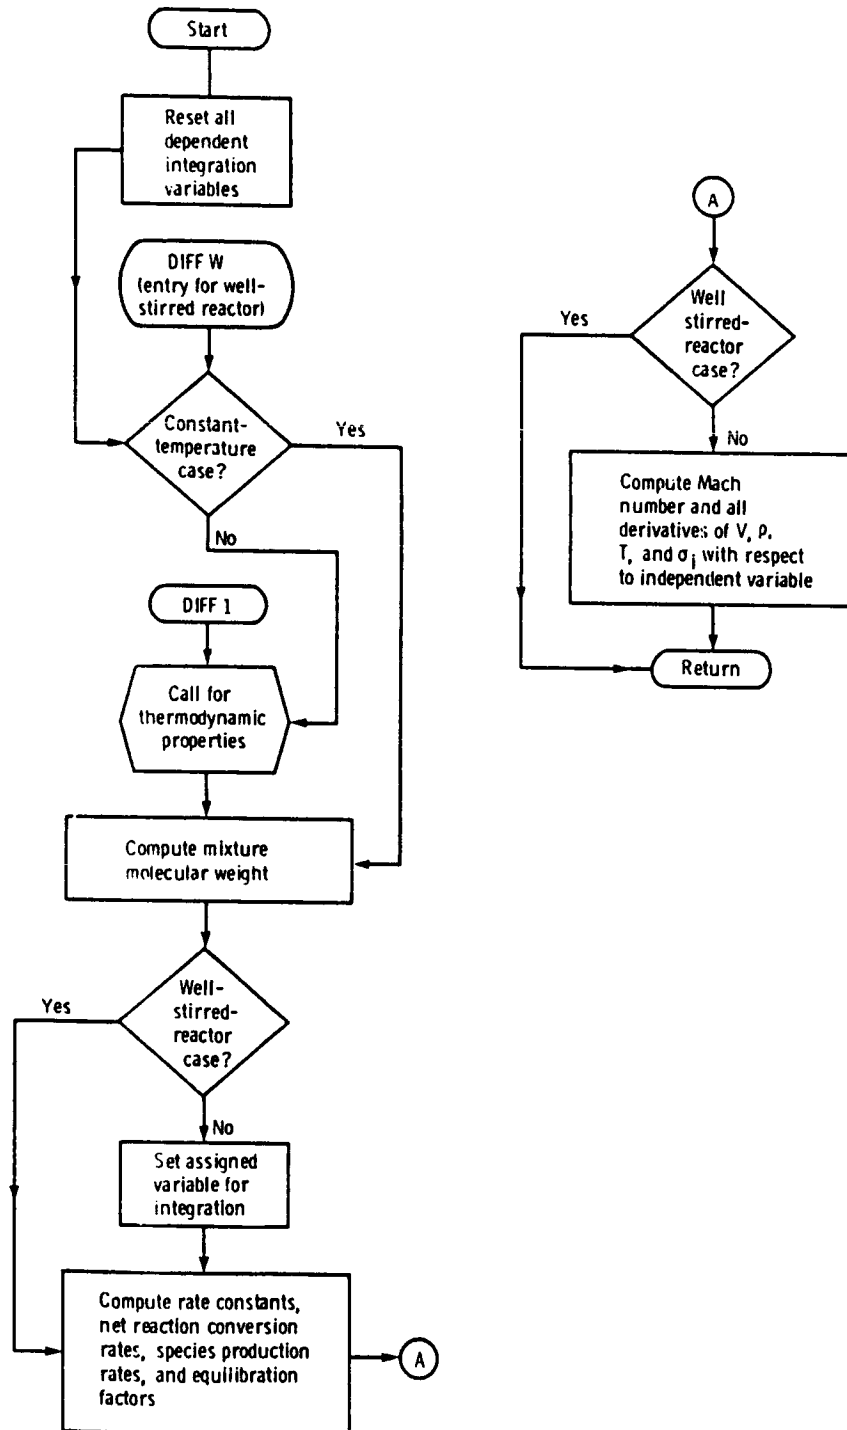 Start
Reset all
dependent
integration
variables
DIFF W
(entry for well-
stirred reactor)
Constant-
temperature
case?
Yes
No
DIFF 1
Call for
thermodynamic
properties
Compute mixture
molecular weight
Well-
stirred-
reactor
case?
Yes
No
Set assigned
variable for
integration
Compute rate constants,
net reaction conversion
rates, species production
rates, and equilibration
factors
A
A
Well
stirred-
reactor
case?
Yes
No
Compute Mach
number and all
derivatives of V, ρ,
T, and σj with respect
to independent variable
Return